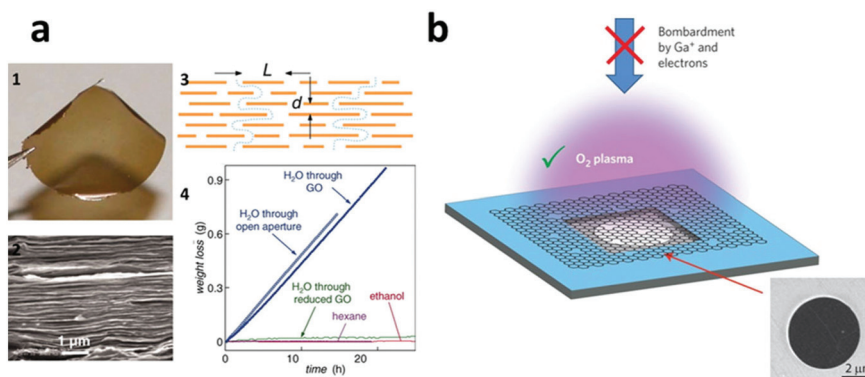 a
1
2
1 µm
3
L
d
4
weight loss (g)
0.9
0.6
0.3
0
H2O through
GO
H2O through
open aperture
H2O through
reduced GO
ethanol
hexane
0
10
20
time (h)
b
Bombardment
by Ga+ and
electrons
O2 plasma
2 µ